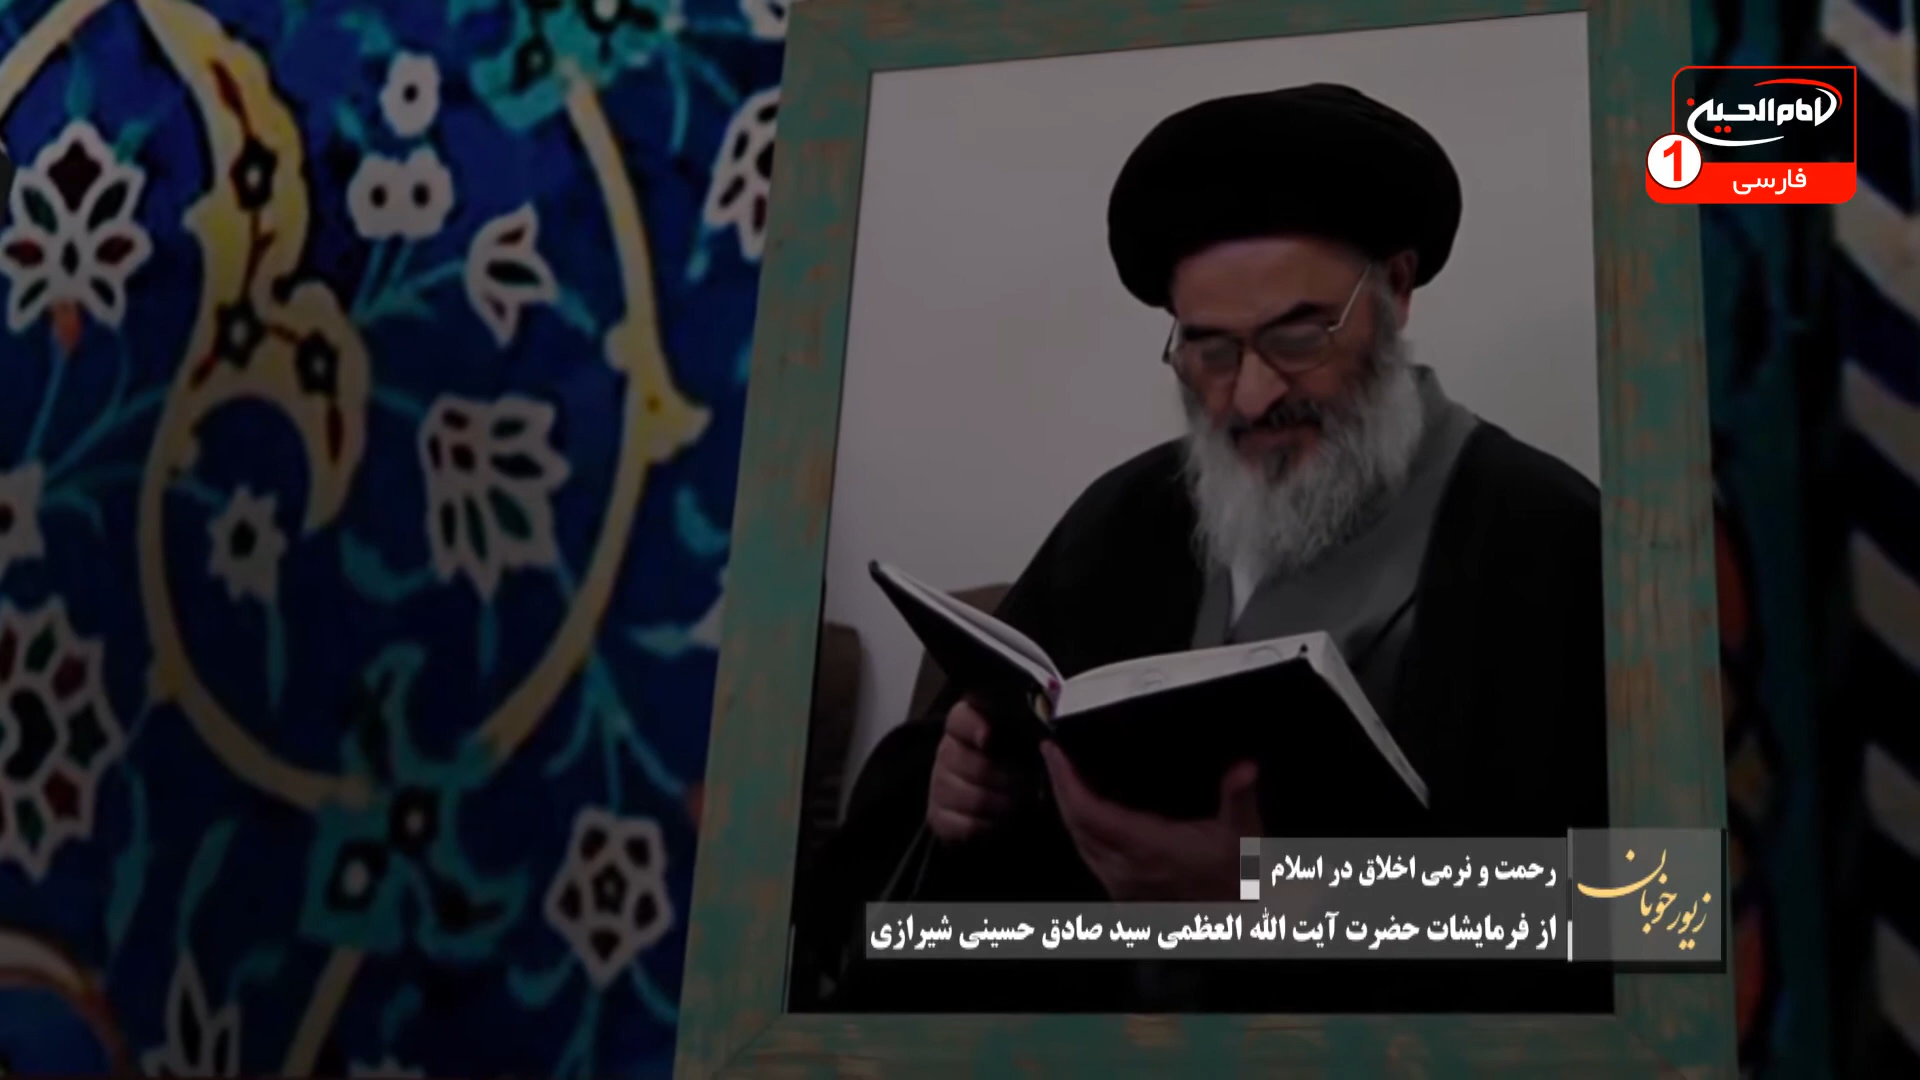 امام الحسین
1
فارسی
زیور خوبان
رحمت و نرمی اخلاق در اسلام
از فرمایشات حضرت آیت الله العظمی سید صادق حسینی شیرازی